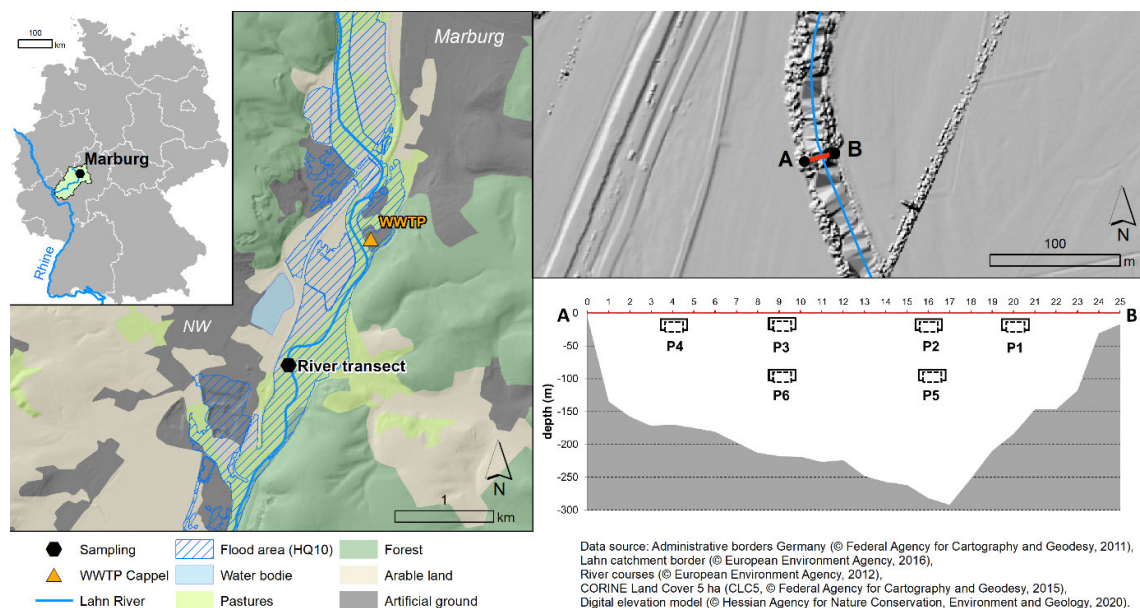 100
km
Marburg
Rhine
Marburg
WWTP
NW
River transect
N
1
km
A
B
N
100
m
0 1 2 3 4 5 6 7 8 9 10 11 12 13 14 15 16 17 18 19 20 21 22 23 24 25
A
B
0
-50
-100
-150
-200
-250
-300
depth (m)
P4
P3
P2
P1
P6
P5
Sampling
Flood area (HQ10)
Forest
WWTP Cappel
Water bodie
Arable land
Lahn River
Pastures
Artificial ground
Data source: Administrative borders Germany (© Federal Agency for Cartography and Geodesy, 2011),
Lahn catchment border (© European Environment Agency, 2016),
River courses (© European Environment Agency, 2012),
CORINE Land Cover 5 ha (CLC5, © Federal Agency for Cartography and Geodesy, 2015),
Digital elevation model (© Hessian Agency for Nature Conservation, Environment and Geology, 2020).